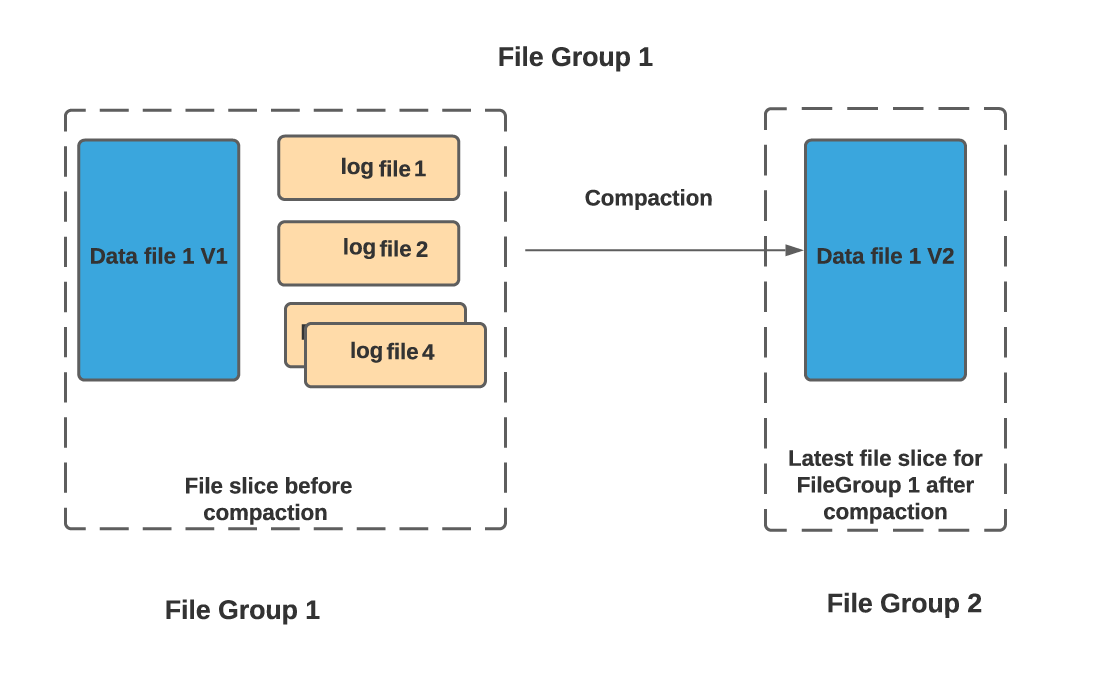 File Group 1
Data file 1 V1
log file 1
log file 2
log file 4
File slice before
compaction
Compaction
Data file 1 V2
Latest file slice for
FileGroup 1 after
compaction
File Group 1
File Group 2